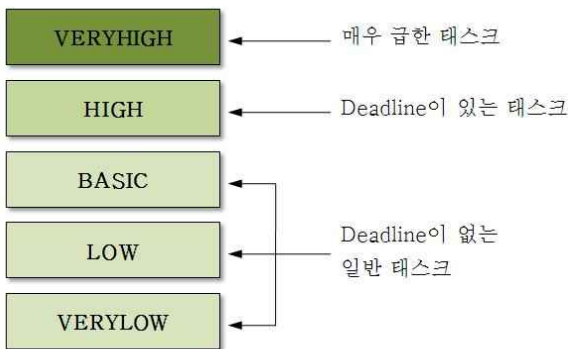 VERYHIGH
매우 급한 태스크
HIGH
Deadline이 있는 태스크
BASIC
Deadline이 없는
일반 태스크
LOW
VERYLOW